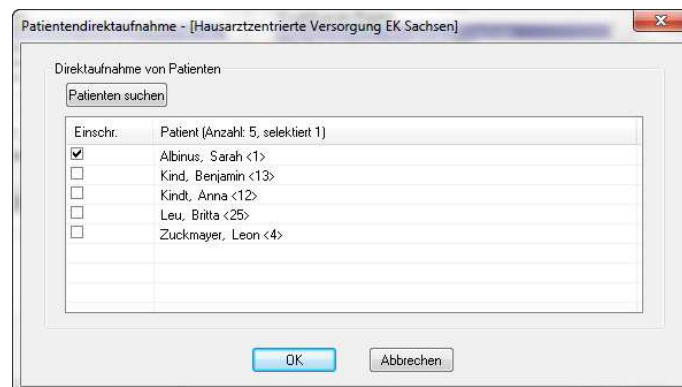 Patientendirektaufnahme - [Hausarztzentrierte Versorgung EK Sachsen]
Direktaufnahme von Patienten
Patienten suchen
Einschr. Patient (Anzahl: 5, selektiert 1)
Albinus, Sarah <1>
Kind, Benjamin <13>
Kindt, Anna <12>
Leu, Britta <25>
Zuckmayer, Leon <4>
OK Abbrechen